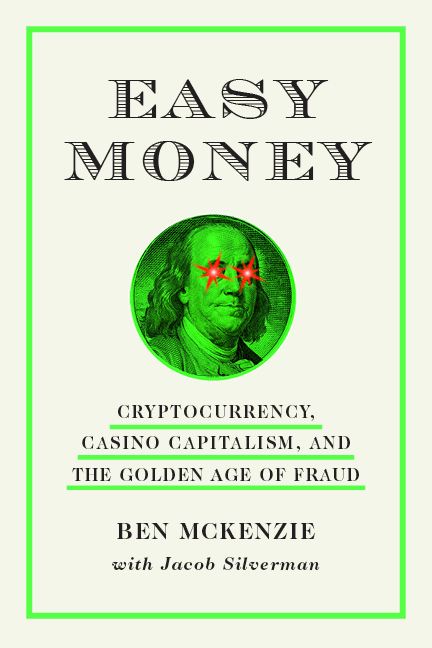 EASY
MONEY
CRYPTOCURRENCY,
CASINO CAPITALISM, AND
THE GOLDEN AGE OF FRAUD
BEN MCKENZIE
with Jacob Silverman